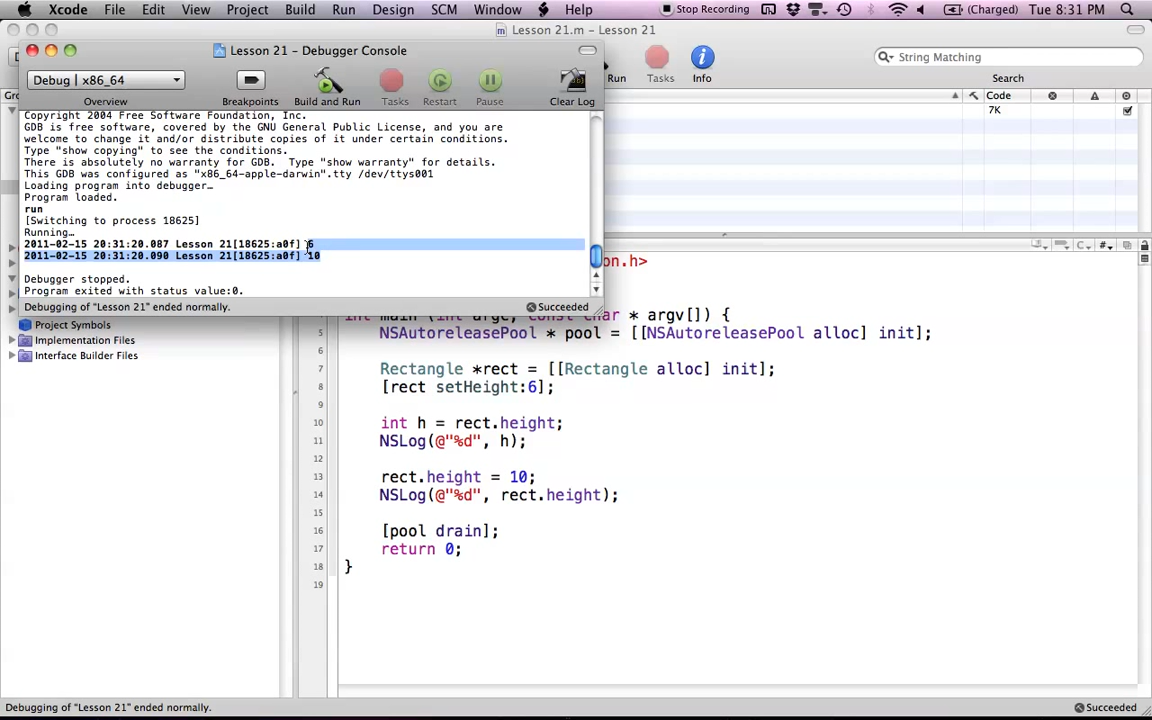 Xcode File Edit View Project Build Run Design SCM Window Help Stop Recording (Charged) Tue 8:31 PM
Lesson 21.m - Lesson 21
Lesson 21 – Debugger Console
Debug | x86_64
Overview Breakpoints Build and Run Tasks Restart Pause Clear Log
Run Tasks Info
String Matching
Search
Code
7K
Copyright 2004 Free Software Foundation, Inc.
GDB is free software, covered by the GNU General Public License, and you are
welcome to change it and/or distribute copies of it under certain conditions.
Type "show copying" to see the conditions.
There is absolutely no warranty for GDB.  Type "show warranty" for details.
This GDB was configured as "x86_64-apple-darwin".tty /dev/ttys001
Loading program into debugger…
Program loaded.
run
[Switching to process 18625]
Running…
2011-02-15 20:31:20.087 Lesson 21[18625:a0f] 6
2011-02-15 20:31:20.090 Lesson 21[18625:a0f] 10
Debugger stopped.
Program exited with status value:0.
Debugging of "Lesson 21" ended normally. Succeeded
Project Symbols
Implementation Files
Interface Builder Files
on.h>
5 NSAutoreleasePool * pool = [[NSAutoreleasePool alloc] init];
6
7 Rectangle *rect = [[Rectangle alloc] init];
8 [rect setHeight:6];
9
10 int h = rect.height;
11 NSLog(@"%d", h);
12
13 rect.height = 10;
14 NSLog(@"%d", rect.height);
15
16 [pool drain];
17 return 0;
18 }
19
Debugging of "Lesson 21" ended normally. Succeeded